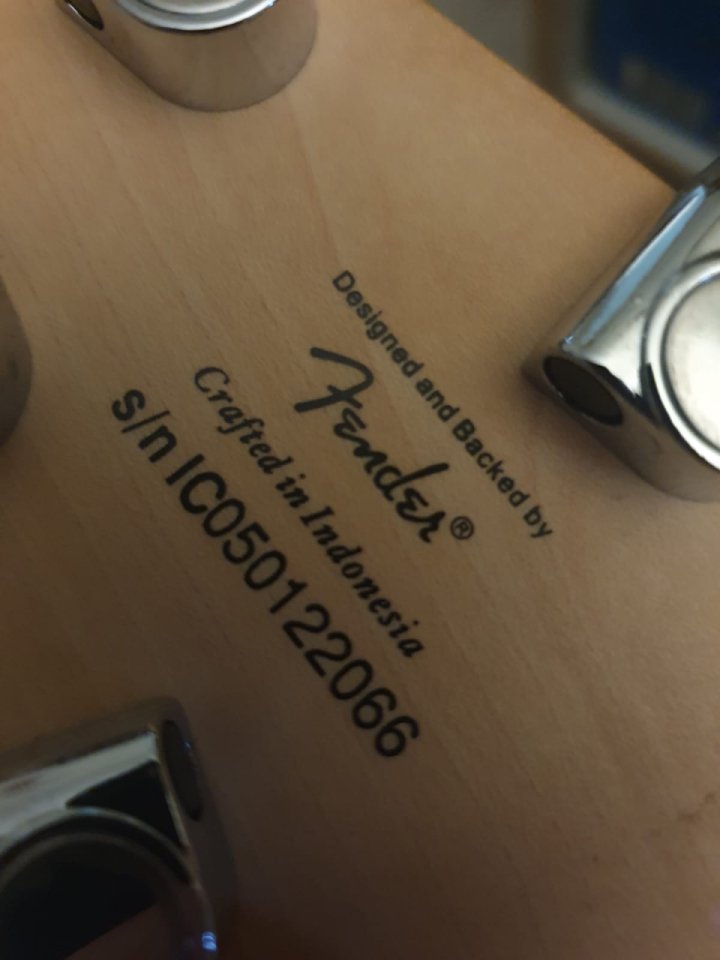 Designed and Backed by
Fender®
Crafted in Indonesia
s/n IC050122066